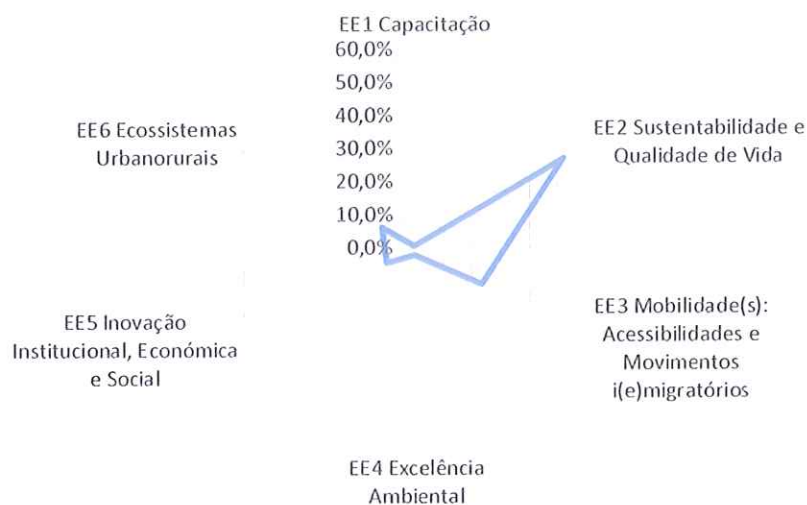 EE1 Capacitação
60,0%
50,0%
40,0%
30,0%
20,0%
10,0%
0,0%
EE2 Sustentabilidade e
Qualidade de Vida
EE3 Mobilidade(s):
Acessibilidades e
Movimentos
i(e)migratórios
EE4 Excelência
Ambiental
EE5 Inovação
Institucional, Económica
e Social
EE6 Ecossistemas
Urbanorurais